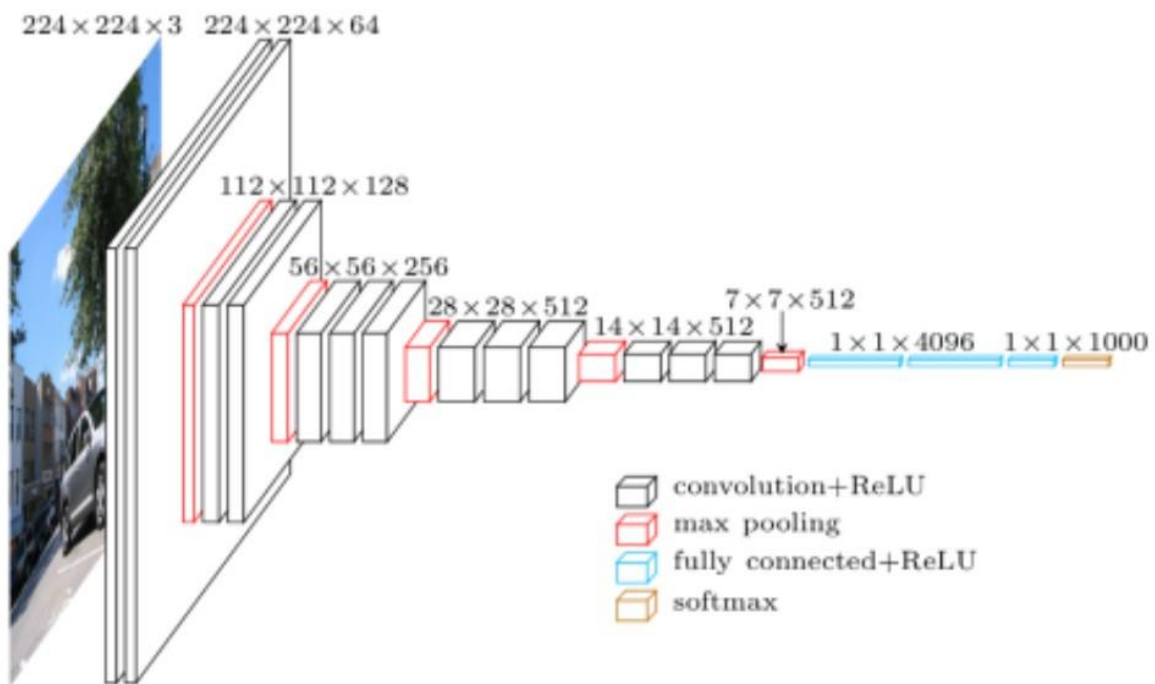 224×224×3
224×224×64
112×112×128
56×56×256
28×28×512
14×14×512
7×7×512
1×1×4096
1×1×1000
convolution+ReLU
max pooling
fully connected+ReLU
softmax